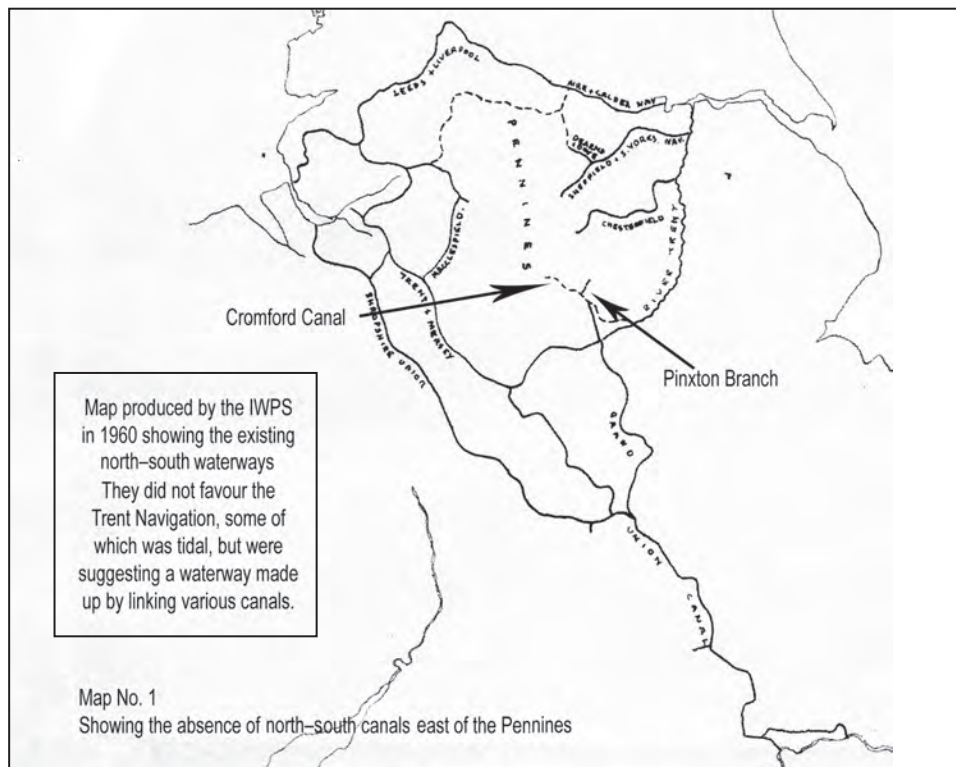 LEEDS + LIVERPOOL
AIRE + CALDER NAV
PENNINES
DEARNE
+ DOVE
SHEFFIELD + S. YORKS. NAV.
CHESTERFIELD
RIVER TRENT
MACCLESFIELD.
TRENT + MERSEY
SHROPSHIRE UNION
Cromford Canal
Pinxton Branch
GRAND
UNION
CANAL
Map produced by the IWPS
in 1960 showing the existing
north–south waterways
They did not favour the
Trent Navigation, some of
which was tidal, but were
suggesting a waterway made
up by linking various canals.
Map No. 1
Showing the absence of north–south canals east of the Pennines